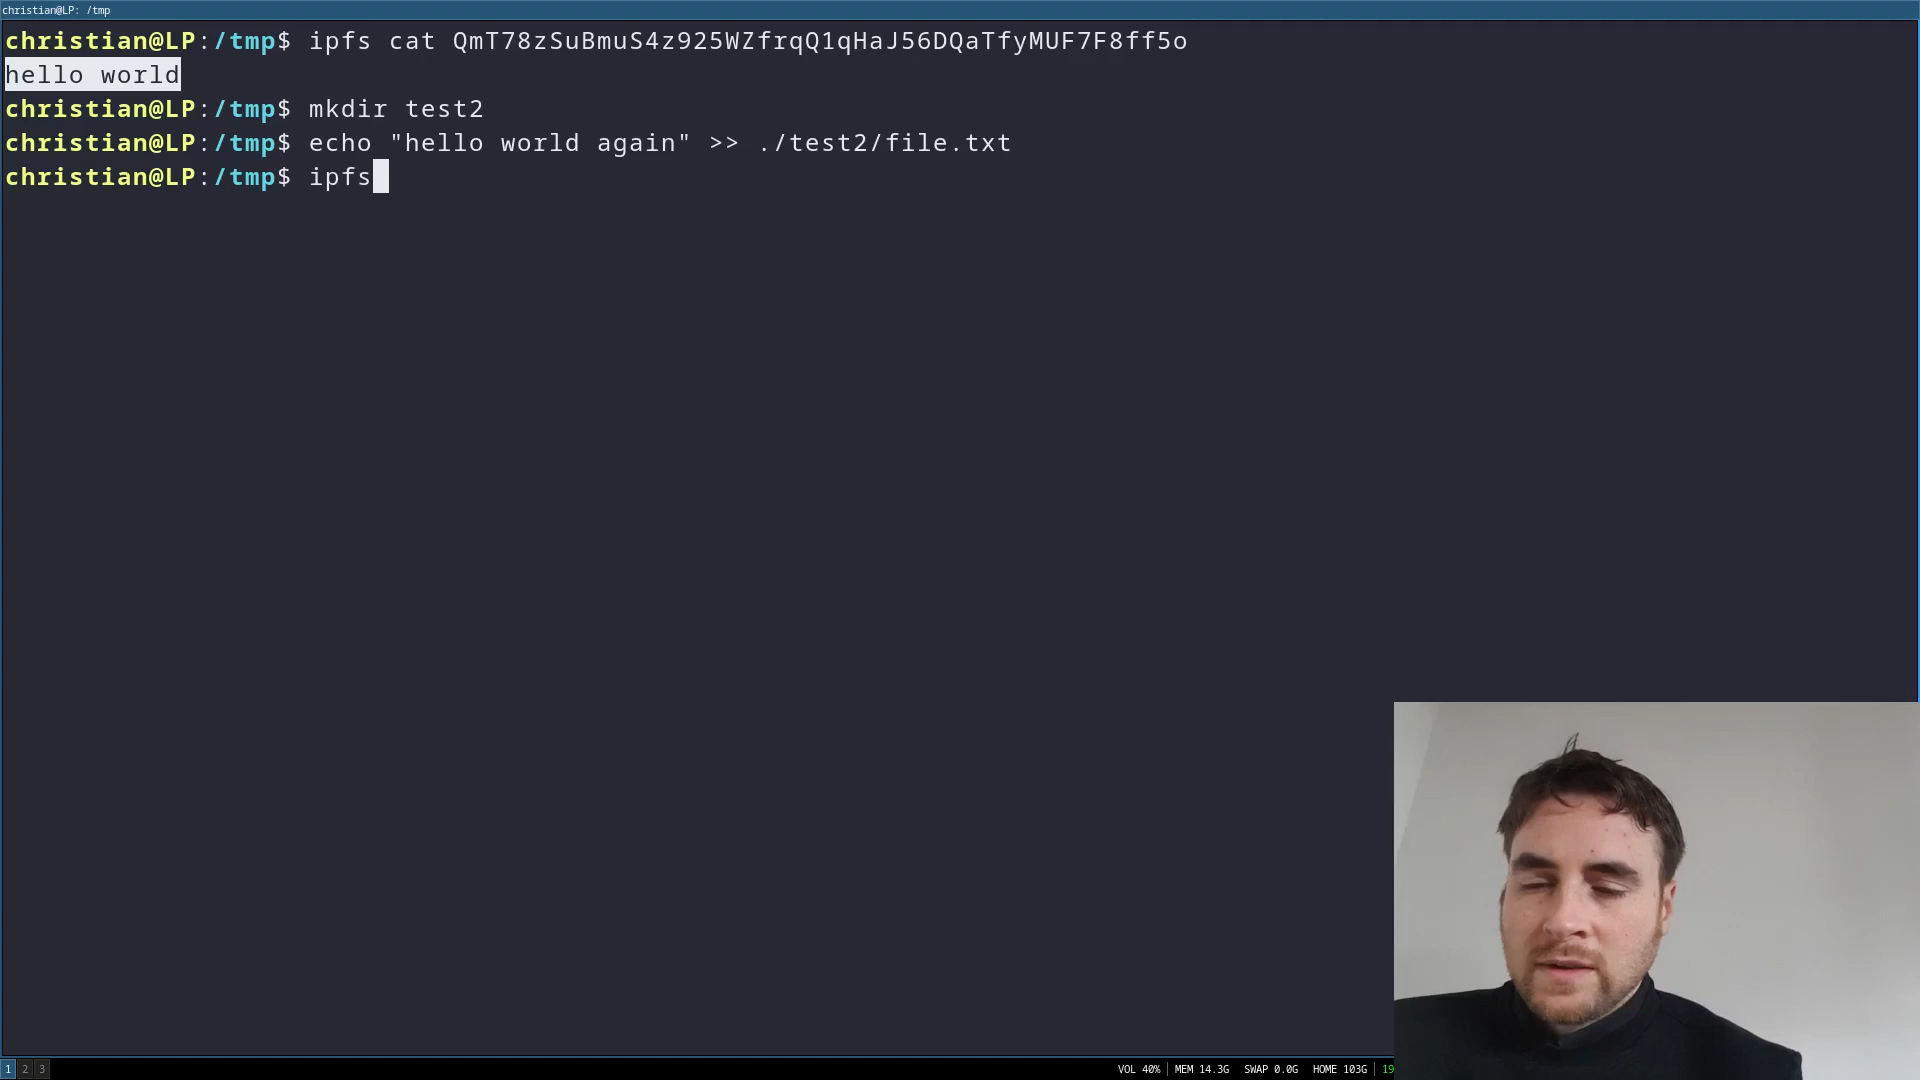 christian@LP: /tmp
christian@LP:/tmp$ ipfs cat QmT78zSuBmuS4z925WZfrqQ1qHaJ56DQaTfyMUF7F8ff5o
hello world
christian@LP:/tmp$ mkdir test2
christian@LP:/tmp$ echo "hello world again" >> ./test2/file.txt
christian@LP:/tmp$ ipfs
1 2 3 VOL 40% | MEM 14.3G SWAP 0.0G HOME 103G | 19